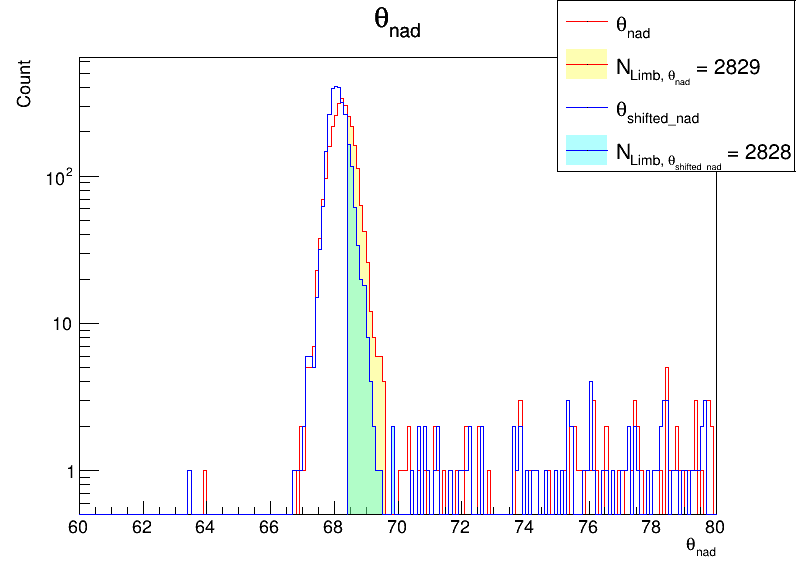 θnad
Count
θnad
NLimb, θnad = 2829
θshifted_nad
NLimb, θshifted_nad = 2828
10²
10
1
60 62 64 66 68 70 72 74 76 78 80
θnad